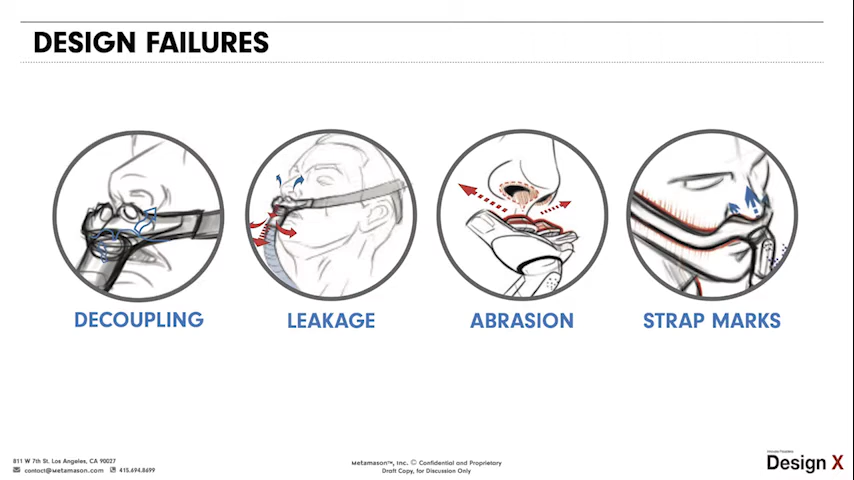 DESIGN FAILURES
DECOUPLING
LEAKAGE
ABRASION
STRAP MARKS
811 W 7th St. Los Angeles, CA 90027
contact@Metamason.com 415.694.8699
Metamason™, Inc. © Confidential and Proprietary
Draft Copy, for Discussion Only
Design X